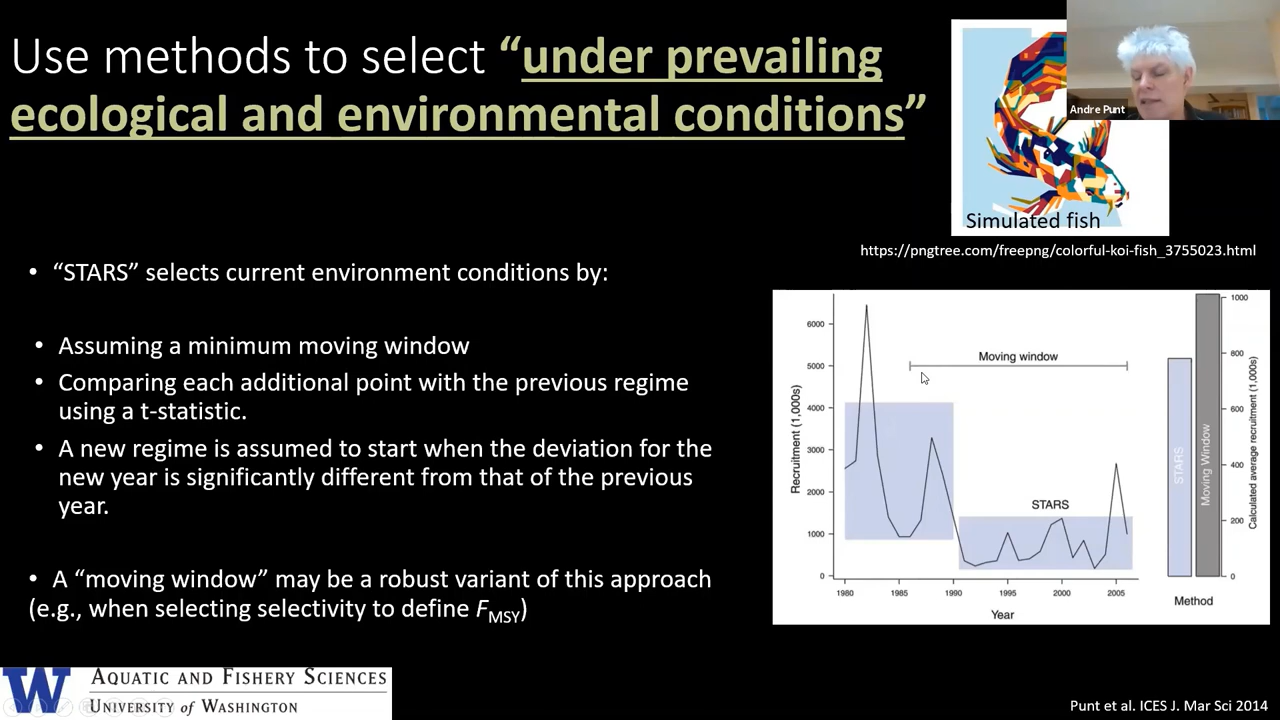 Use methods to select “under prevailing
ecological and environmental conditions”
Andre Punt
Simulated fish
https://pngtree.com/freepng/colorful-koi-fish_3755023.html
• “STARS” selects current environment conditions by:
• Assuming a minimum moving window
• Comparing each additional point with the previous regime
using a t-statistic.
• A new regime is assumed to start when the deviation for the
new year is significantly different from that of the previous
year.
• A “moving window” may be a robust variant of this approach
(e.g., when selecting selectivity to define FMSY)
Recruitment (1,000s)
6000
5000
4000
3000
2000
1000
0
Moving window
STARS
1980 1985 1990 1995 2000 2005
Year
STARS
Moving Window
1000
800
600
400
200
0
Calculated average recruitment (1,000s)
Method
W
AQUATIC AND FISHERY SCIENCES
UNIVERSITY of WASHINGTON
Punt et al. ICES J. Mar Sci 2014